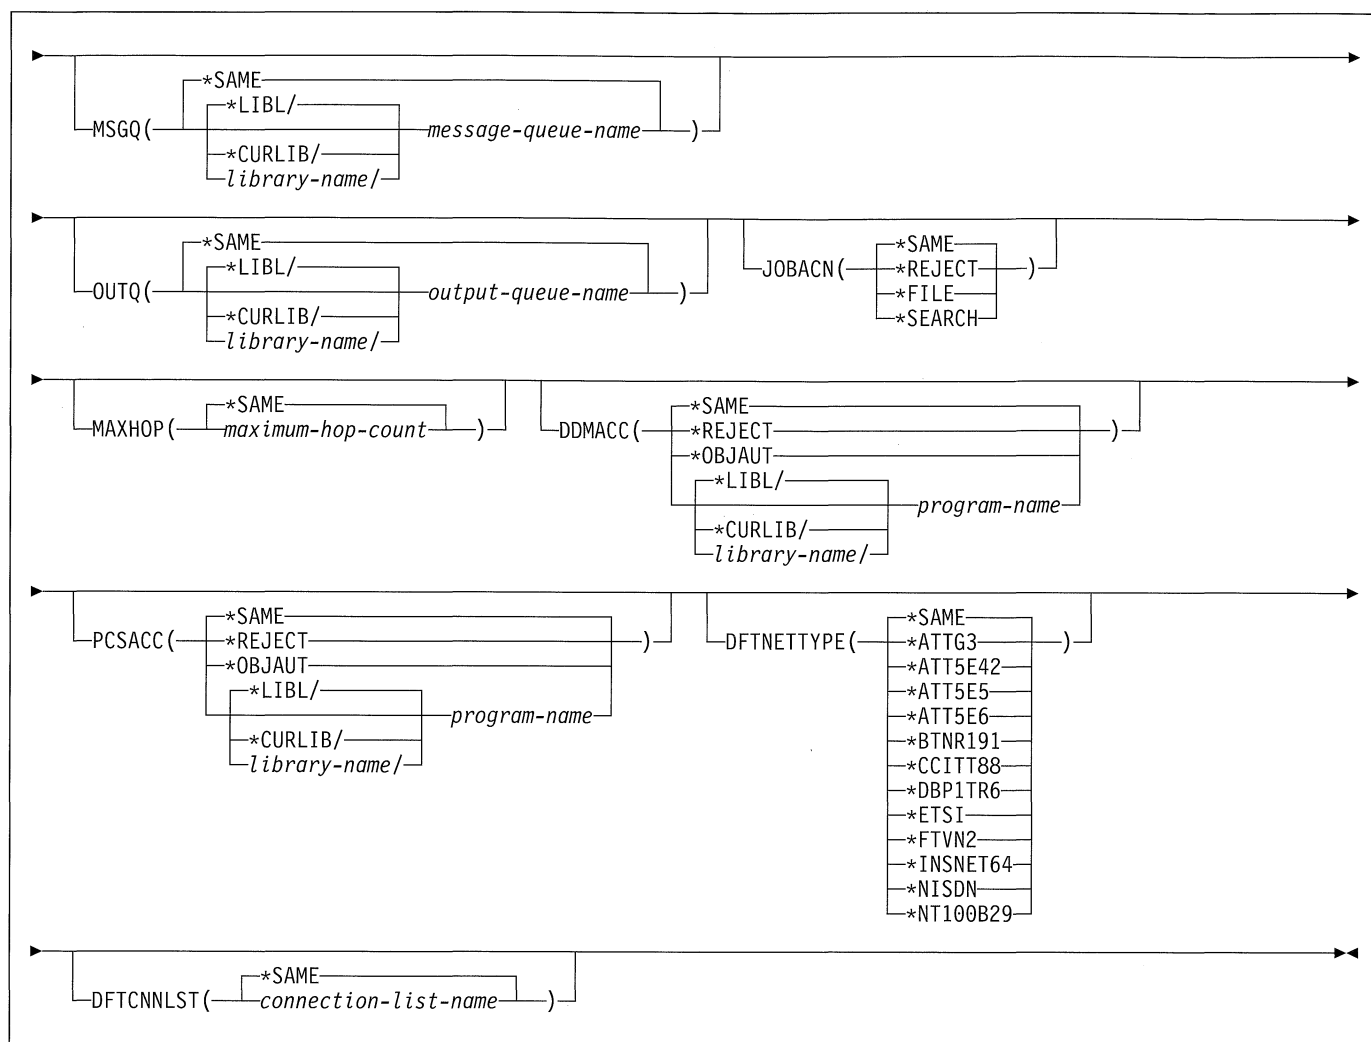 *SAME
*LIBL/
MSGQ( message-queue-name )
*CURLIB/
library-name/
*SAME
*LIBL/
OUTQ( output-queue-name )
*CURLIB/
library-name/
*SAME
JOBACN( *REJECT )
*FILE
*SEARCH
*SAME
MAXHOP( maximum-hop-count )
*SAME
DDMACC( *REJECT )
*OBJAUT
*LIBL/
program-name
*CURLIB/
library-name/
*SAME
PCSACC( *REJECT )
*OBJAUT
*LIBL/
program-name
*CURLIB/
library-name/
*SAME
DFTNETTYPE( *ATTG3 )
*ATT5E42
*ATT5E5
*ATT5E6
*BTNR191
*CCITT88
*DBP1TR6
*ETSI
*FTVN2
*INSNET64
*NISDN
*NT100B29
*SAME
DFTCNNLST( connection-list-name )